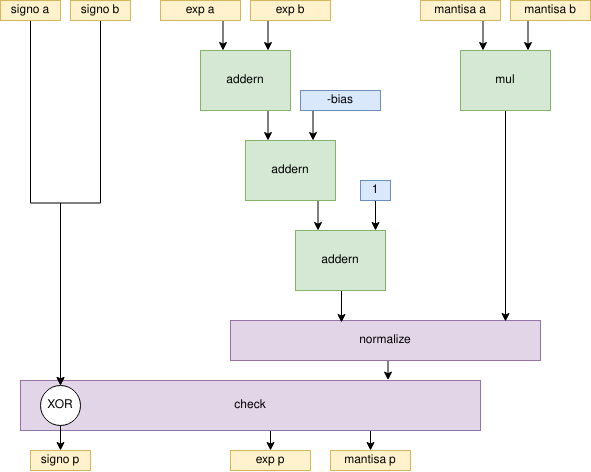 signo a
signo b
exp a
exp b
mantisa a
mantisa b
addern
mul
-bias
addern
1
addern
normalize
XOR
check
signo p
exp p
mantisa p